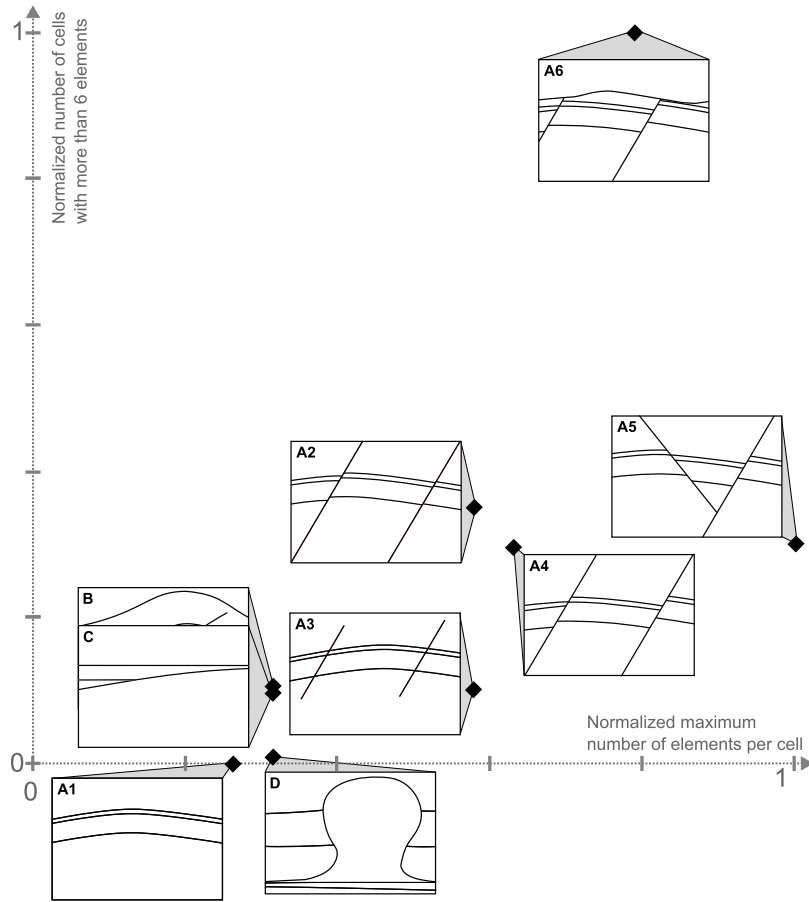 1
Normalized number of cells
with more than 6 elements
A6
A5
A2
A4
B
C
A3
Normalized maximum
number of elements per cell
0
0
1
A1
D